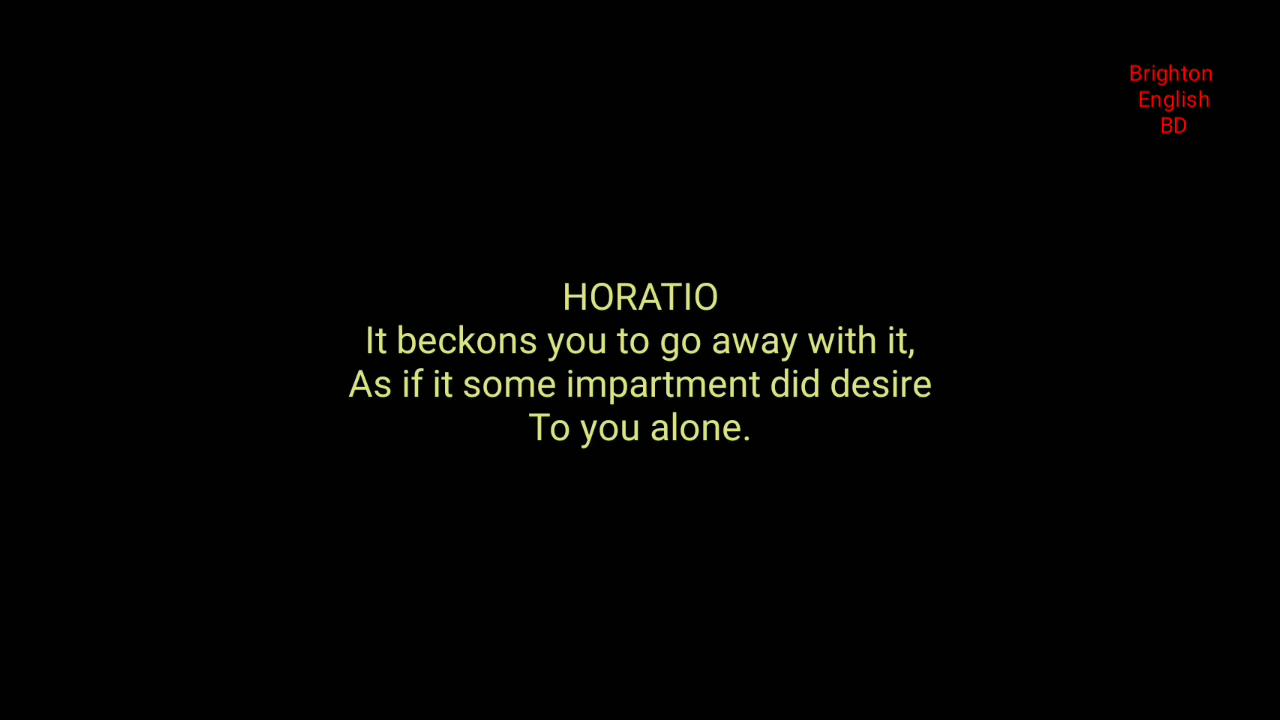 Brighton
English
BD
HORATIO
It beckons you to go away with it,
As if it some impartment did desire
To you alone.